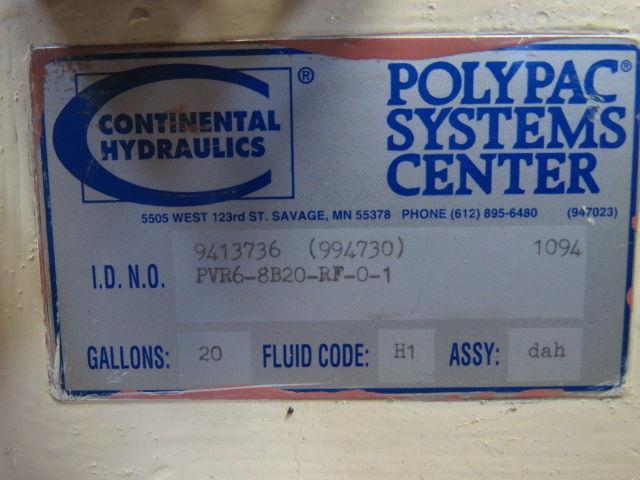 CONTINENTAL
HYDRAULICS
®
POLYPAC®
SYSTEMS
CENTER
5505 WEST 123rd ST. SAVAGE, MN 55378 PHONE (612) 895-6480 (947023)
I.D. N.O. 9413736 (994730) 1094
PVR6-8B20-RF-0-1
GALLONS: 20 FLUID CODE: H1 ASSY: dah